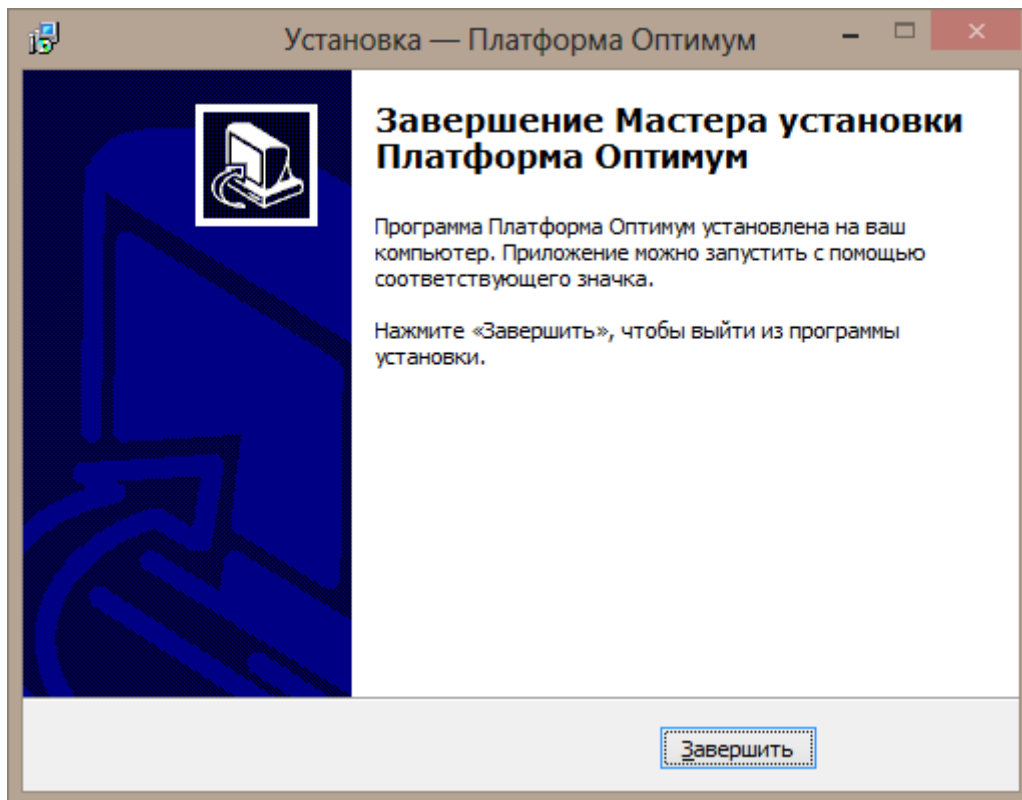 Установка — Платформа Оптимум
Завершение Мастера установки
Платформа Оптимум
Программа Платформа Оптимум установлена на ваш
компьютер. Приложение можно запустить с помощью
соответствующего значка.
Нажмите «Завершить», чтобы выйти из программы
установки.
Завершить